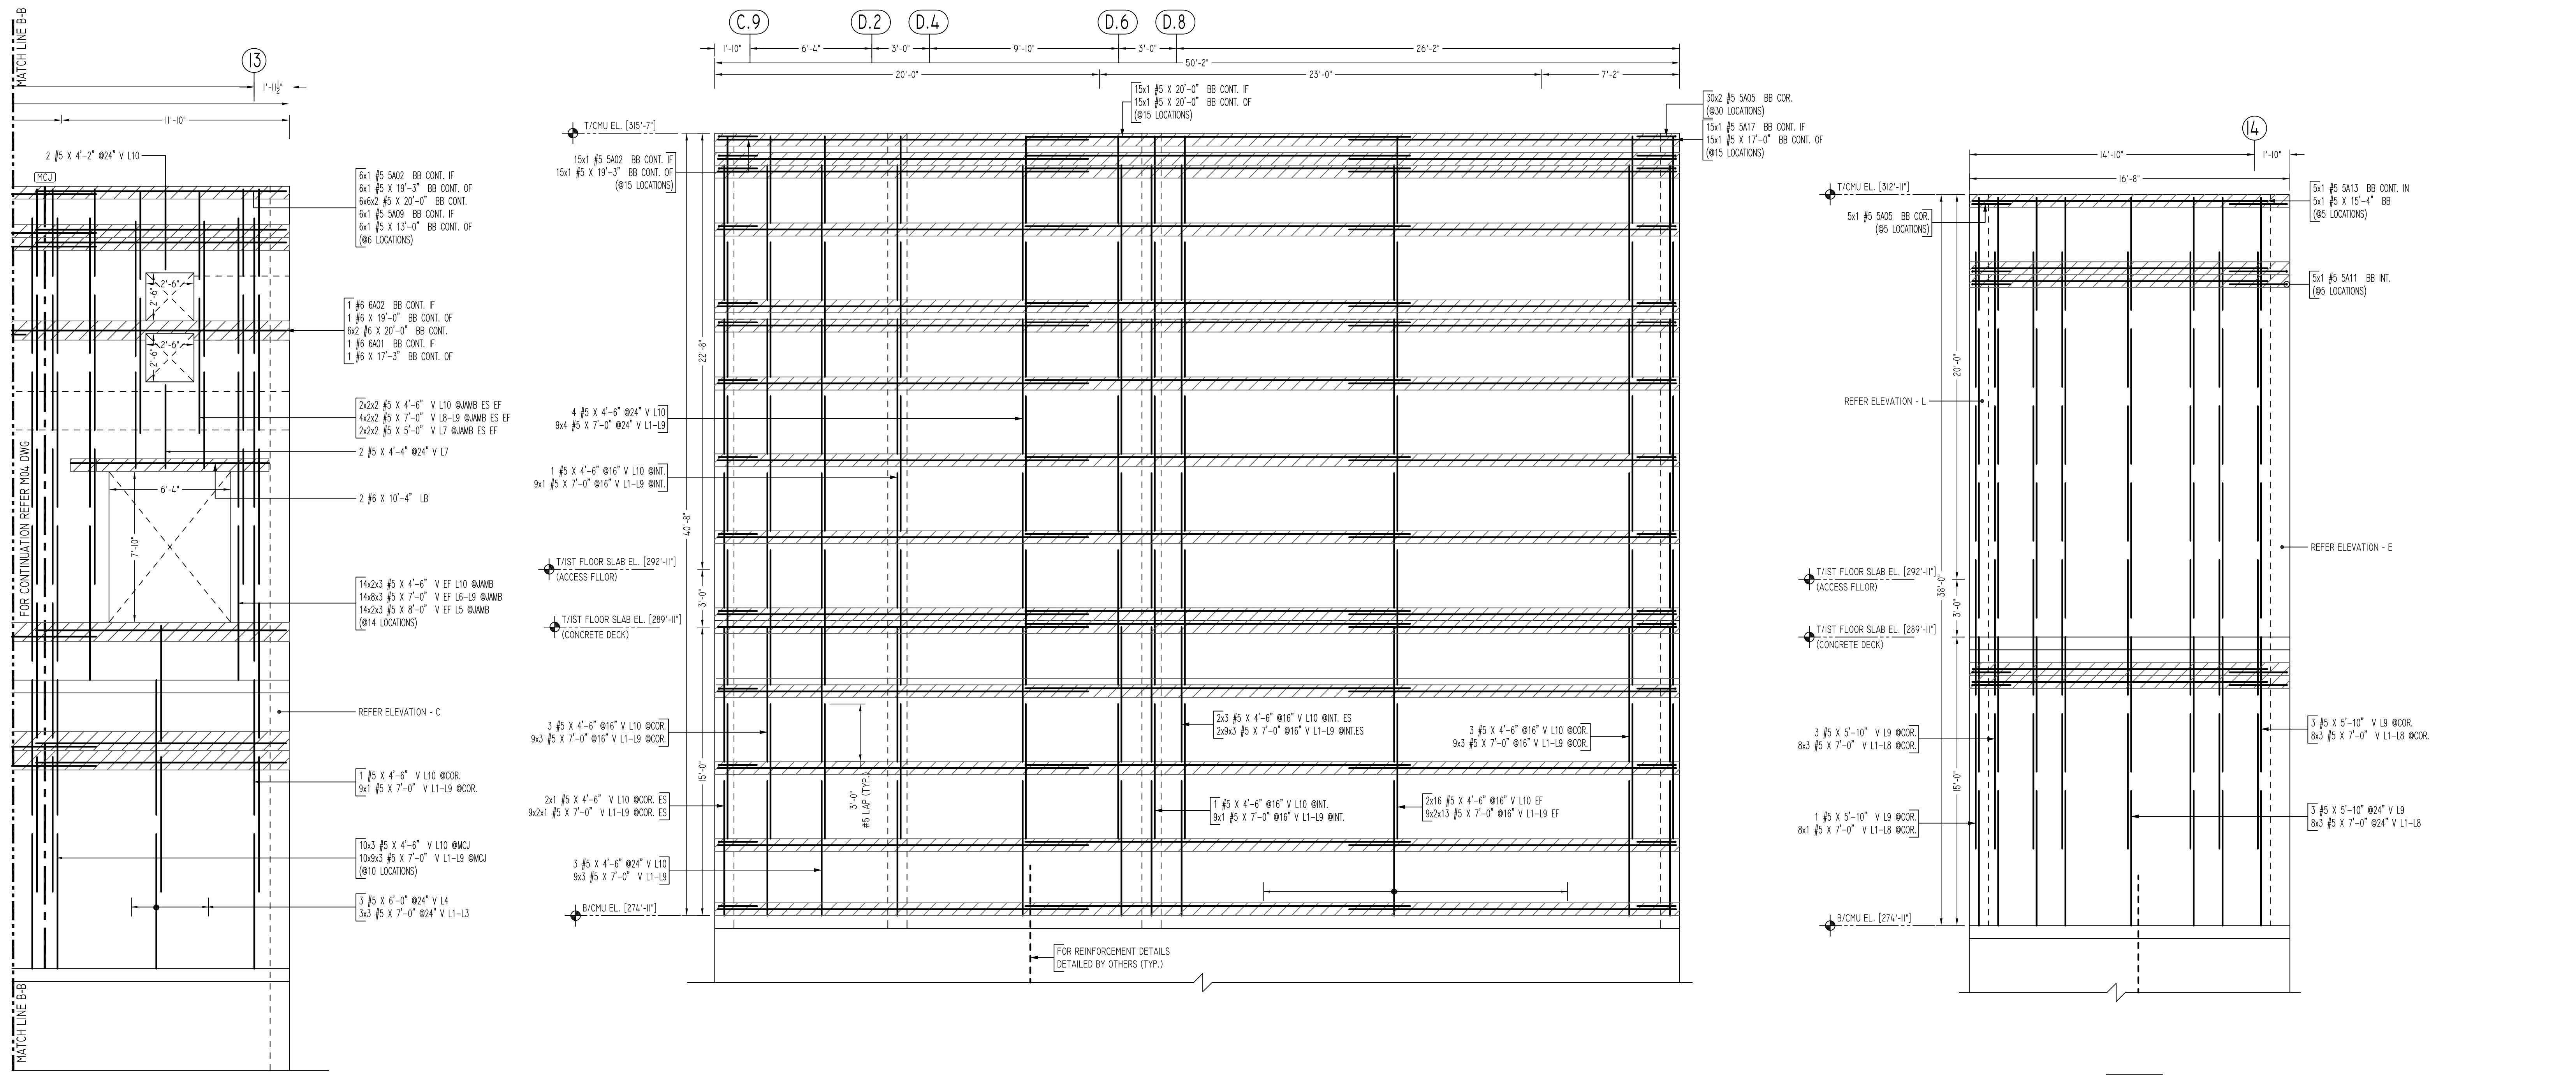 MATCH LINE B-B
13
1'-11½"
11'-10"
2 #5 X 4'-2" @24" V L10
MCJ
6x1 #5 5A02 BB CONT. IF
6x1 #5 X 19'-3" BB CONT. OF
6x6x2 #5 X 20'-0" BB CONT.
6x1 #5 5A09 BB CONT. IF
6x1 #5 X 13'-0" BB CONT. OF
(@6 LOCATIONS)
2'-6"
2'-6"
1 #6 6A02 BB CONT. IF
1 #6 X 19'-0" BB CONT. OF
6x2 #6 X 20'-0" BB CONT.
1 #6 6A01 BB CONT. IF
1 #6 X 17'-3" BB CONT. OF
2'-6"
2'-6"
2x2x2 #5 X 4'-6" V L10 @JAMB ES EF
4x2x2 #5 X 7'-0" V L8-L9 @JAMB ES EF
2x2x2 #5 X 5'-0" V L7 @JAMB ES EF
2 #5 X 4'-4" @24" V L7
FOR CONTINUATION REFER M04 DWG
6'-4"
7'-10"
2 #6 X 10'-4" LB
14x2x3 #5 X 4'-6" V EF L10 @JAMB
14x8x3 #5 X 7'-0" V EF L6-L9 @JAMB
14x2x3 #5 X 8'-0" V EF L5 @JAMB
(@14 LOCATIONS)
REFER ELEVATION - C
1 #5 X 4'-6" V L10 @COR.
9x1 #5 X 7'-0" V L1-L9 @COR.
10x3 #5 X 4'-6" V L10 @MCJ
10x9x3 #5 X 7'-0" V L1-L9 @MCJ
(@10 LOCATIONS)
3 #5 X 6'-0" @24" V L4
3x3 #5 X 7'-0" @24" V L1-L3
MATCH LINE B-B
C.9
D.2
D.4
D.6
D.8
1'-10"
6'-4"
3'-0"
9'-10"
3'-0"
26'-2"
50'-2"
20'-0"
23'-0"
7'-2"
15x1 #5 X 20'-0" BB CONT. IF
15x1 #5 X 20'-0" BB CONT. OF
(@15 LOCATIONS)
30x2 #5 5A05 BB COR.
(@30 LOCATIONS)
15x1 #5 5A17 BB CONT. IF
15x1 #5 X 17'-0" BB CONT. OF
(@15 LOCATIONS)
T/CMU EL. [315'-7"]
15x1 #5 5A02 BB CONT. IF
15x1 #5 X 19'-3" BB CONT. OF
(@15 LOCATIONS)
22'-8"
4 #5 X 4'-6" @24" V L10
9x4 #5 X 7'-0" @24" V L1-L9
1 #5 X 4'-6" @16" V L10 @INT.
9x1 #5 X 7'-0" @16" V L1-L9 @INT.
40'-8"
T/1ST FLOOR SLAB EL. [292'-11"]
(ACCESS FLLOR)
3'-0"
T/1ST FLOOR SLAB EL. [289'-11"]
(CONCRETE DECK)
3 #5 X 4'-6" @16" V L10 @COR.
9x3 #5 X 7'-0" @16" V L1-L9 @COR.
2x3 #5 X 4'-6" @16" V L10 @INT. ES
2x9x3 #5 X 7'-0" @16" V L1-L9 @INT.ES
3 #5 X 4'-6" @16" V L10 @COR.
9x3 #5 X 7'-0" @16" V L1-L9 @COR.
15'-0"
3'-0"
#5 LAP (TYP.)
2x1 #5 X 4'-6" V L10 @COR. ES
9x2x1 #5 X 7'-0" V L1-L9 @COR. ES
1 #5 X 4'-6" @16" V L10 @INT.
9x1 #5 X 7'-0" @16" V L1-L9 @INT.
2x16 #5 X 4'-6" @16" V L10 EF
9x2x13 #5 X 7'-0" @16" V L1-L9 EF
3 #5 X 4'-6" @24" V L10
9x3 #5 X 7'-0" V L1-L9
B/CMU EL. [274'-11"]
FOR REINFORCEMENT DETAILS
DETAILED BY OTHERS (TYP.)
14
14'-10"
1'-10"
16'-8"
T/CMU EL. [312'-11"]
5x1 #5 5A05 BB COR.
(@5 LOCATIONS)
5x1 #5 5A13 BB CONT. IN
5x1 #5 X 15'-4" BB
(@5 LOCATIONS)
5x1 #5 5A11 BB INT.
(@5 LOCATIONS)
20'-0"
REFER ELEVATION - L
REFER ELEVATION - E
T/1ST FLOOR SLAB EL. [292'-11"]
(ACCESS FLLOR)
38'-0"
3'-0"
T/1ST FLOOR SLAB EL. [289'-11"]
(CONCRETE DECK)
3 #5 X 5'-10" V L9 @COR.
8x3 #5 X 7'-0" V L1-L8 @COR.
3 #5 X 5'-10" V L9 @COR.
8x3 #5 X 7'-0" V L1-L8 @COR.
15'-0"
1 #5 X 5'-10" V L9 @COR.
8x1 #5 X 7'-0" V L1-L8 @COR.
3 #5 X 5'-10" @24" V L9
8x3 #5 X 7'-0" @24" V L1-L8
B/CMU EL. [274'-11"]